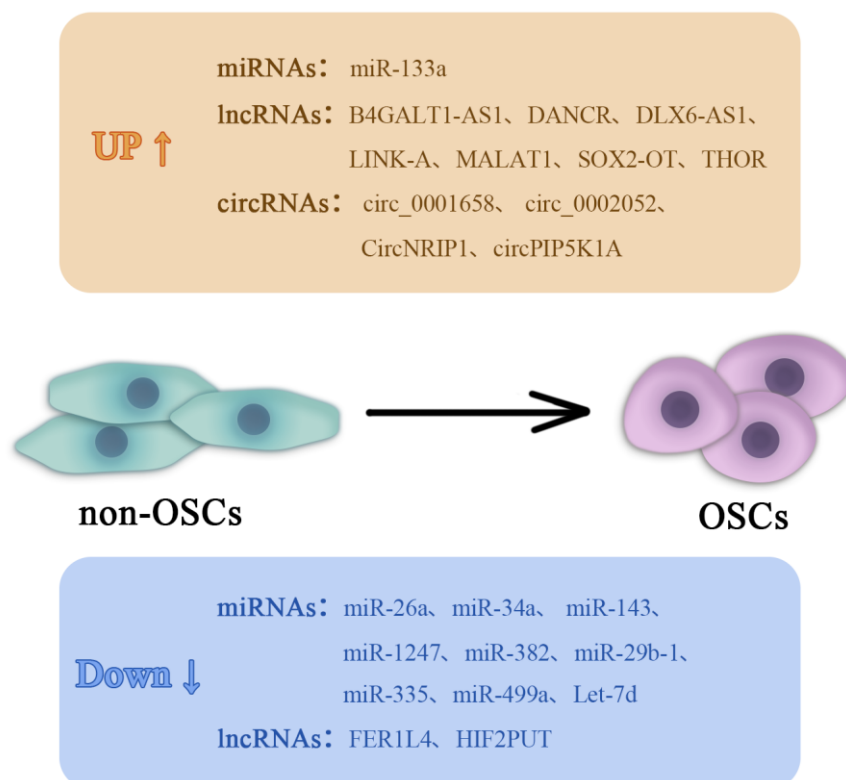 miRNAs：miR-133a
lncRNAs：B4GALT1-AS1、DANCR、DLX6-AS1、
UP ↑
LINK-A、MALAT1、SOX2-OT、THOR
circRNAs：circ_0001658、circ_0002052、
CircNRIP1、circPIP5K1A
non-OSCs
OSCs
miRNAs：miR-26a、miR-34a、miR-143、
miR-1247、miR-382、miR-29b-1、
Down ↓
miR-335、miR-499a、Let-7d
lncRNAs：FER1L4、HIF2PUT